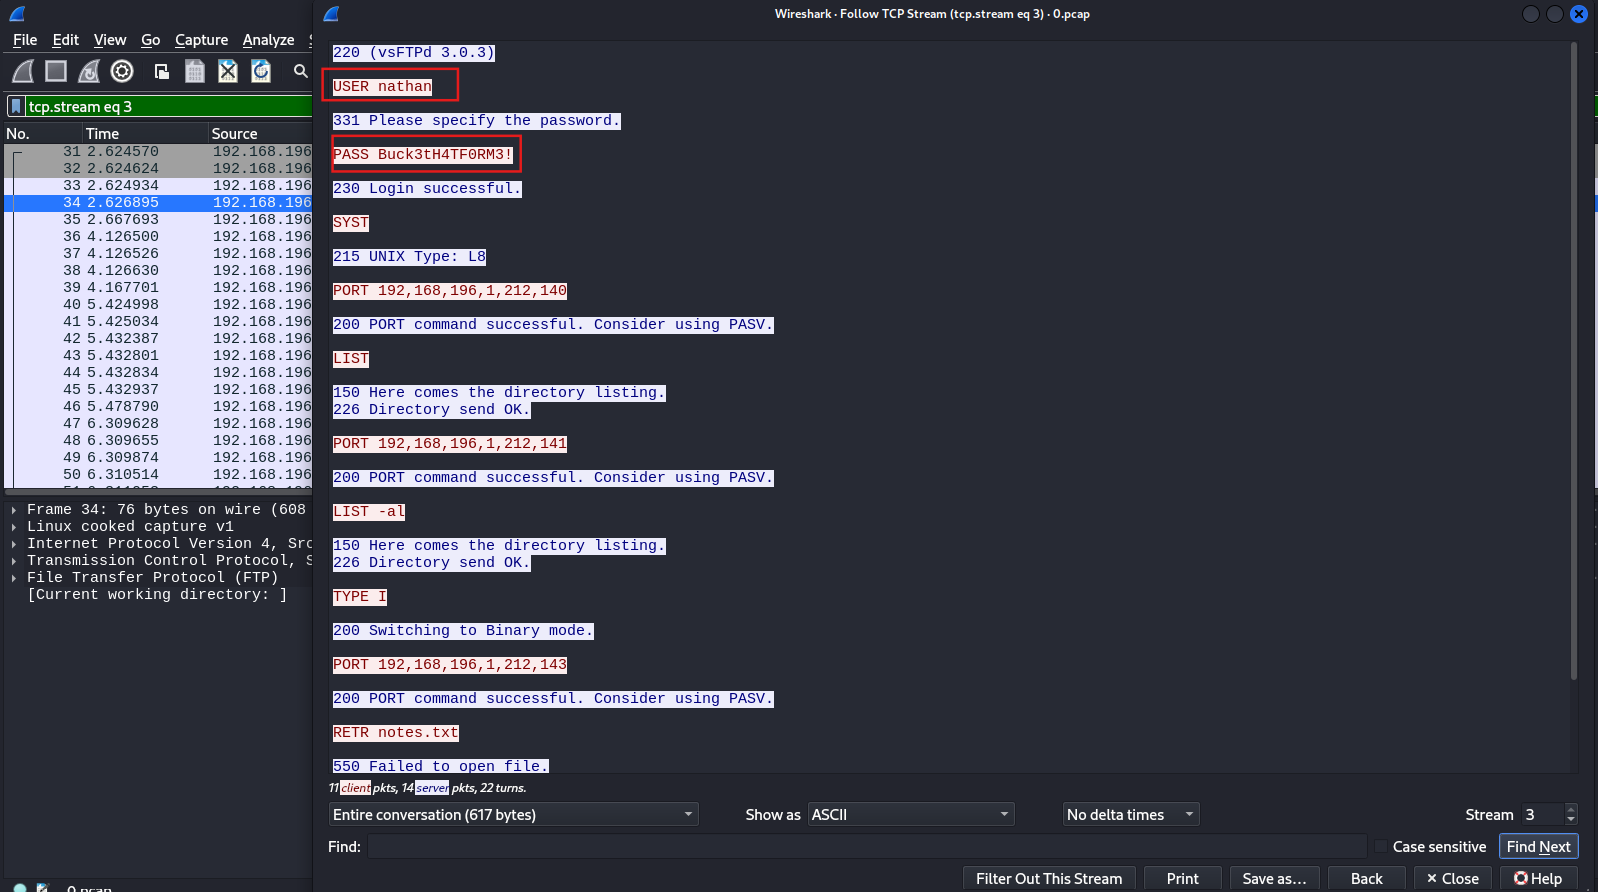 Wireshark · Follow TCP Stream (tcp.stream eq 3) · 0.pcap
File Edit View Go Capture Analyze
tcp.stream eq 3
No. Time Source
31 2.624570 192.168.196
32 2.624624 192.168.196
33 2.624934 192.168.196
34 2.626895 192.168.196
35 2.667693 192.168.196
36 4.126500 192.168.196
37 4.126526 192.168.196
38 4.126630 192.168.196
39 4.167701 192.168.196
40 5.424998 192.168.196
41 5.425034 192.168.196
42 5.432387 192.168.196
43 5.432801 192.168.196
44 5.432834 192.168.196
45 5.432937 192.168.196
46 5.478790 192.168.196
47 6.309628 192.168.196
48 6.309655 192.168.196
49 6.309874 192.168.196
50 6.310514 192.168.196
Frame 34: 76 bytes on wire (608
Linux cooked capture v1
Internet Protocol Version 4, Src
Transmission Control Protocol, S
File Transfer Protocol (FTP)
[Current working directory: ]
0.pcap
220 (vsFTPd 3.0.3)
USER nathan
331 Please specify the password.
PASS Buck3tH4TF0RM3!
230 Login successful.
SYST
215 UNIX Type: L8
PORT 192,168,196,1,212,140
200 PORT command successful. Consider using PASV.
LIST
150 Here comes the directory listing.
226 Directory send OK.
PORT 192,168,196,1,212,141
200 PORT command successful. Consider using PASV.
LIST -al
150 Here comes the directory listing.
226 Directory send OK.
TYPE I
200 Switching to Binary mode.
PORT 192,168,196,1,212,143
200 PORT command successful. Consider using PASV.
RETR notes.txt
550 Failed to open file.
11 client pkts, 14 server pkts, 22 turns.
Entire conversation (617 bytes) Show as ASCII No delta times Stream 3
Find: Case sensitive Find Next
Filter Out This Stream Print Save as… Back Close Help